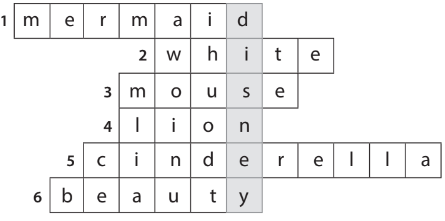 1 mermaid
2 white
3 mouse
4 lion
5 cinderella
6 beauty